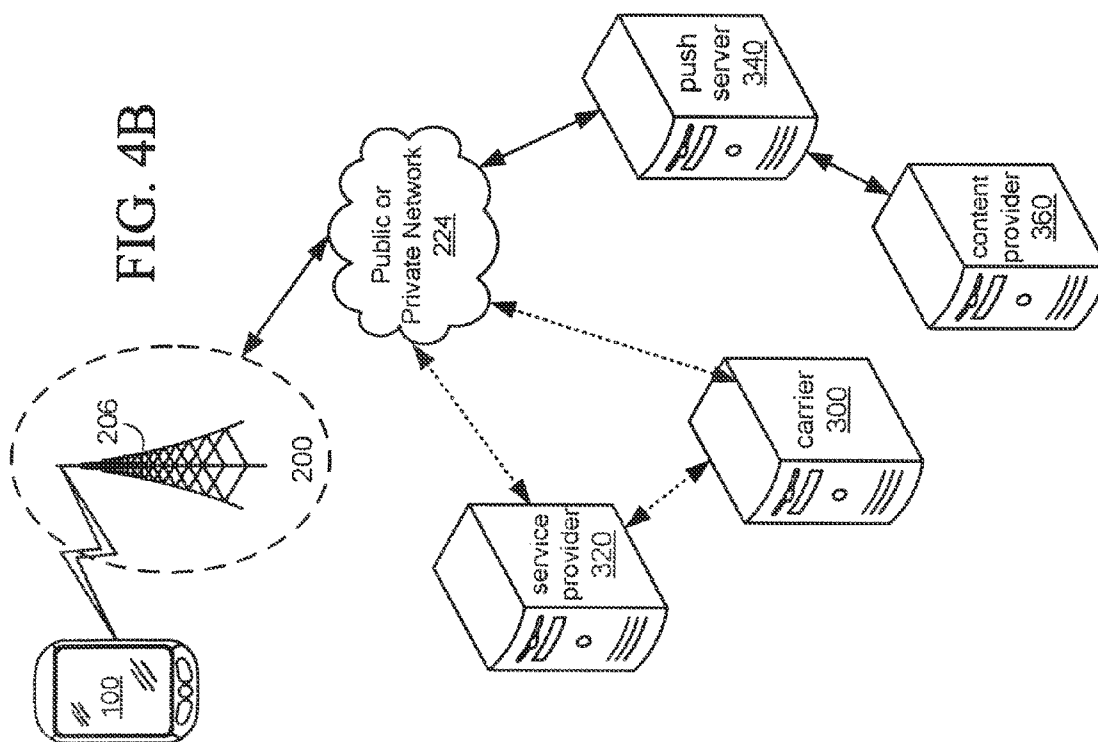 FIG. 4B
100
206
200
Public or
Private Network
224
service
provider
320
carrier
300
push
server
340
content
provider
360